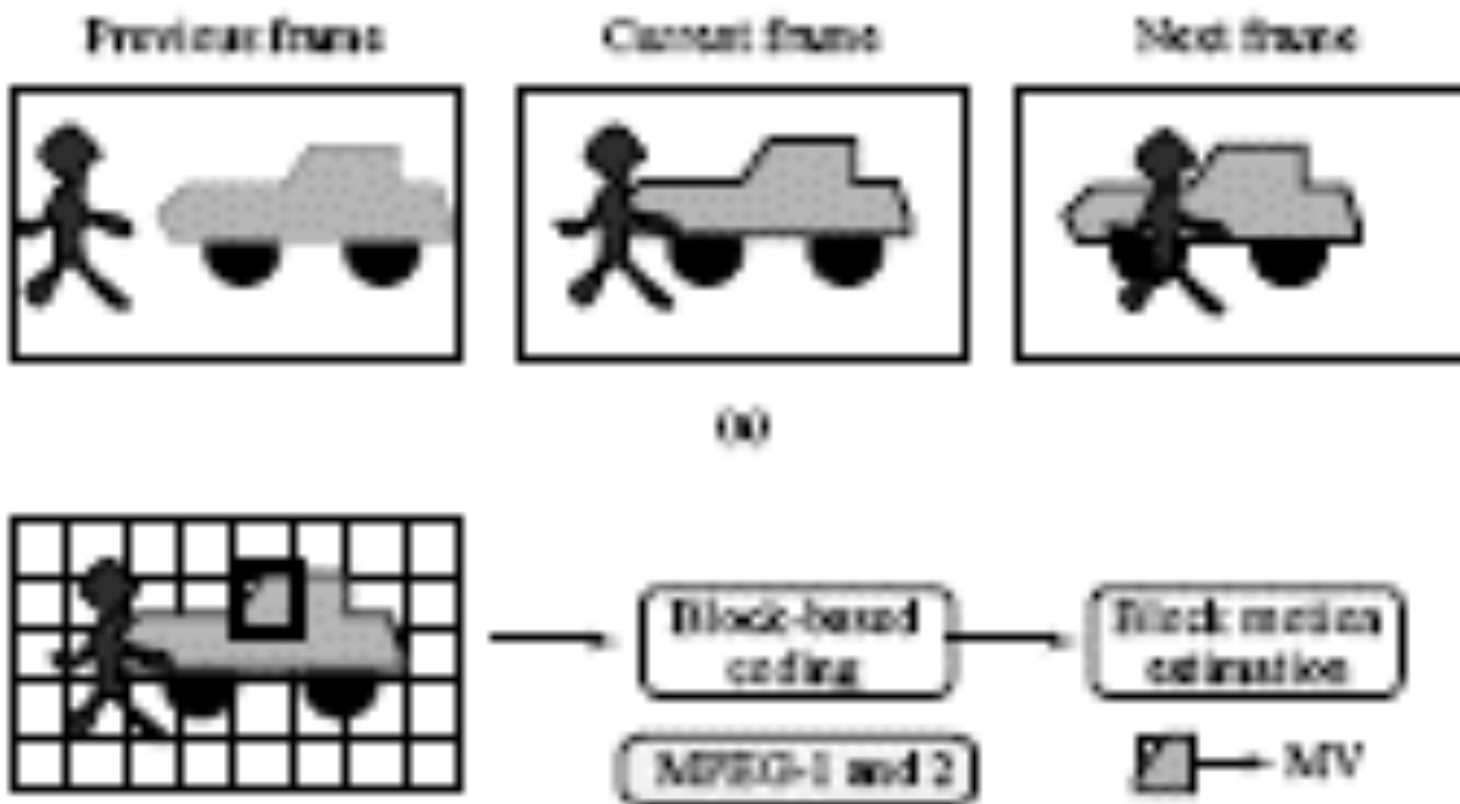 Previous frame
Current frame
Next frame
(a)
Block-based
coding
Block motion
estimation
MPEG-1 and 2
MV